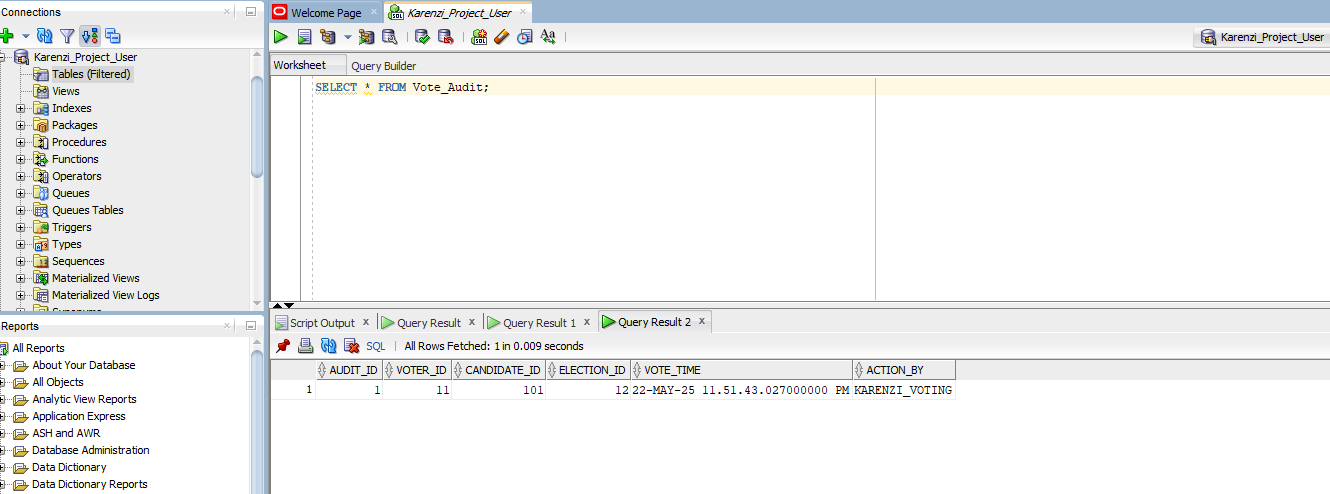 Connections
Karenzi_Project_User
Tables (Filtered)
Views
Indexes
Packages
Procedures
Functions
Operators
Queues
Queues Tables
Triggers
Types
Sequences
Materialized Views
Materialized View Logs
Synonyms
Reports
All Reports
About Your Database
All Objects
Analytic View Reports
Application Express
ASH and AWR
Database Administration
Data Dictionary
Data Dictionary Reports
Welcome Page Karenzi_Project_User
Karenzi_Project_User
Worksheet Query Builder
SELECT * FROM Vote_Audit;
Script Output Query Result Query Result 1 Query Result 2
SQL All Rows Fetched: 1 in 0.009 seconds
AUDIT_ID VOTER_ID CANDIDATE_ID ELECTION_ID VOTE_TIME ACTION_BY
1 1 11 101 12 22-MAY-25 11.51.43.027000000 PM KARENZI_VOTING